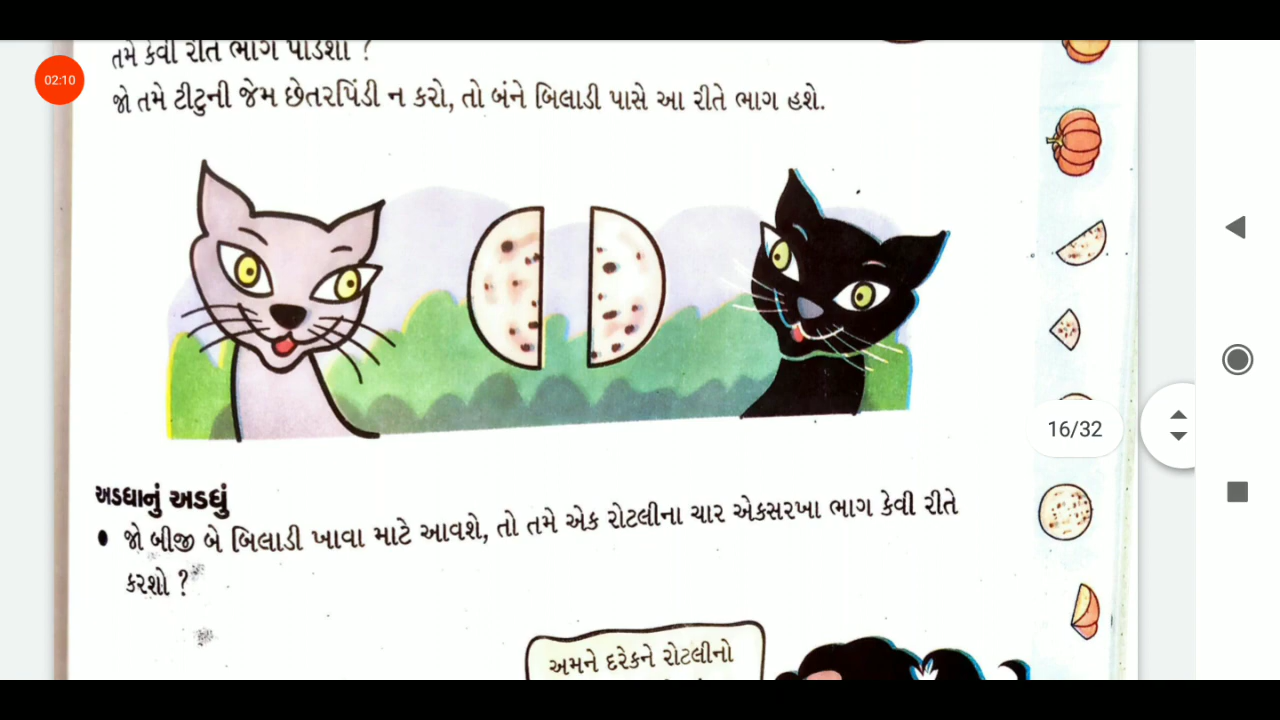 તમે કેવી રીતે ભાગ પાડશો ?
02:10
જો તમે ટીટુની જેમ છેતરપિંડી ન કરો, તો બંને બિલાડી પાસે આ રીતે ભાગ હશે.
16/32
અડધાનું અડધું
• જો બીજી બે બિલાડી ખાવા માટે આવશે, તો તમે એક રોટલીના ચાર એકસરખા ભાગ કેવી રીતે
કરશો ?
અમને દરેકને રોટલીનો